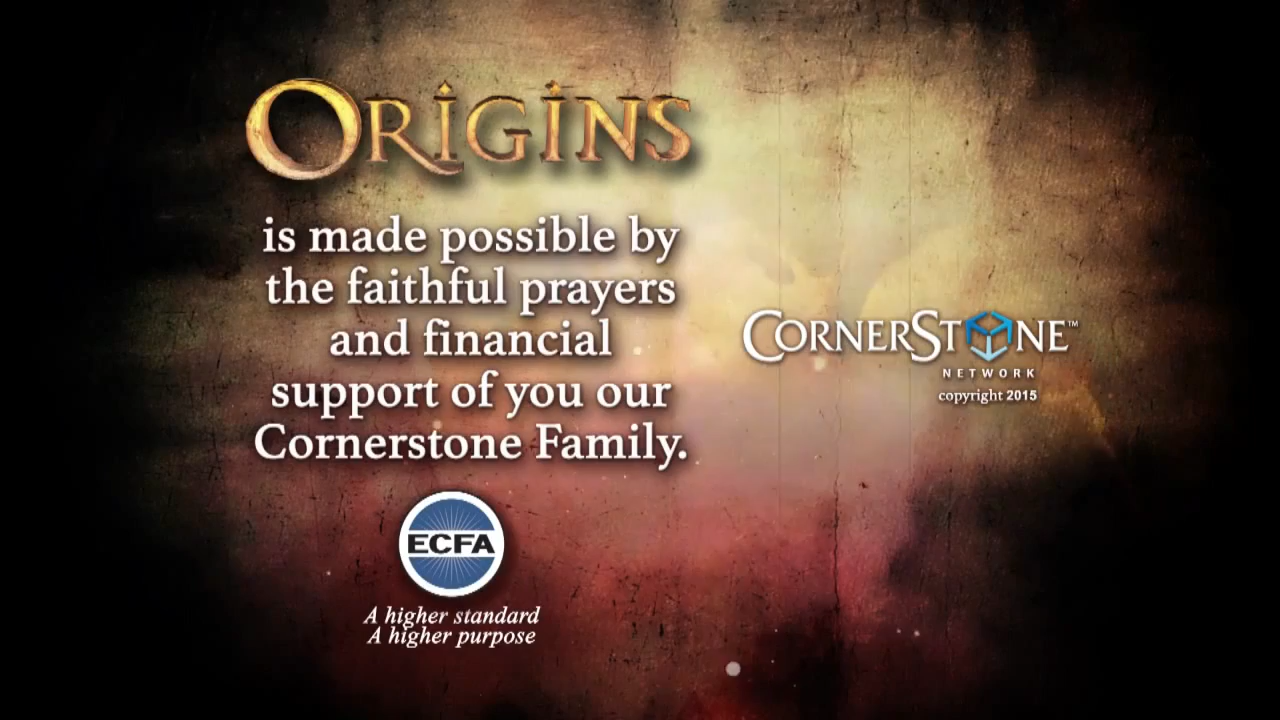 ORiGiNS
is made possible by
the faithful prayers
and financial
support of you our
Cornerstone Family.
ECFA
A higher standard
A higher purpose
CORNERSTONE™
NETWORK
copyright 2015